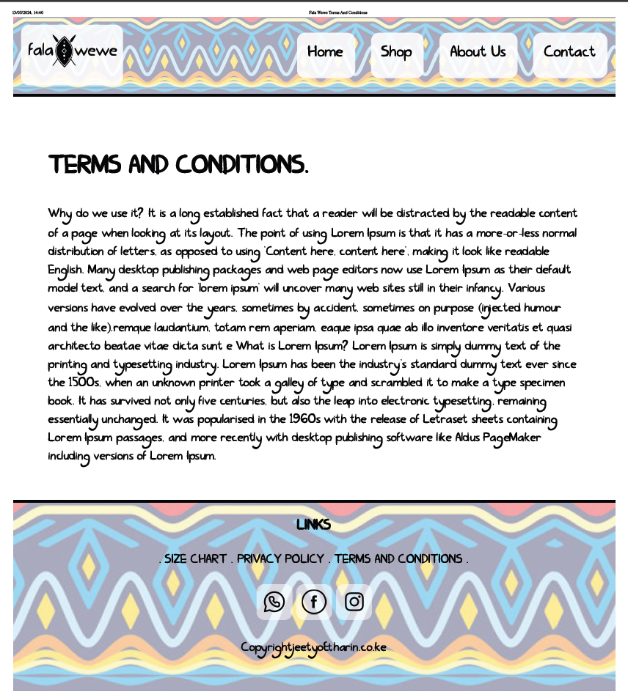 Fala Wewe Terms And Conditions
fala wewe
Home
Shop
About Us
Contact
TERMS AND CONDITIONS.
Why do we use it? It is a long established fact that a reader will be distracted by the readable content
of a page when looking at its layout. The point of using Lorem Ipsum is that it has a more-or-less normal
distribution of letters, as opposed to using 'Content here, content here', making it look like readable
English. Many desktop publishing packages and web page editors now use Lorem Ipsum as their default
model text, and a search for 'lorem ipsum' will uncover many web sites still in their infancy. Various
versions have evolved over the years, sometimes by accident, sometimes on purpose (injected humour
and the like).remque laudantium, totam rem aperiam, eaque ipsa quae ab illo inventore veritatis et quasi
architecto beatae vitae dicta sunt e What is Lorem Ipsum? Lorem Ipsum is simply dummy text of the
printing and typesetting industry. Lorem Ipsum has been the industry's standard dummy text ever since
the 1500s, when an unknown printer took a galley of type and scrambled it to make a type specimen
book. It has survived not only five centuries, but also the leap into electronic typesetting, remaining
essentially unchanged. It was popularised in the 1960s with the release of Letraset sheets containing
Lorem Ipsum passages, and more recently with desktop publishing software like Aldus PageMaker
including versions of Lorem Ipsum.
LINKS
. SIZE CHART . PRIVACY POLICY . TERMS AND CONDITIONS .